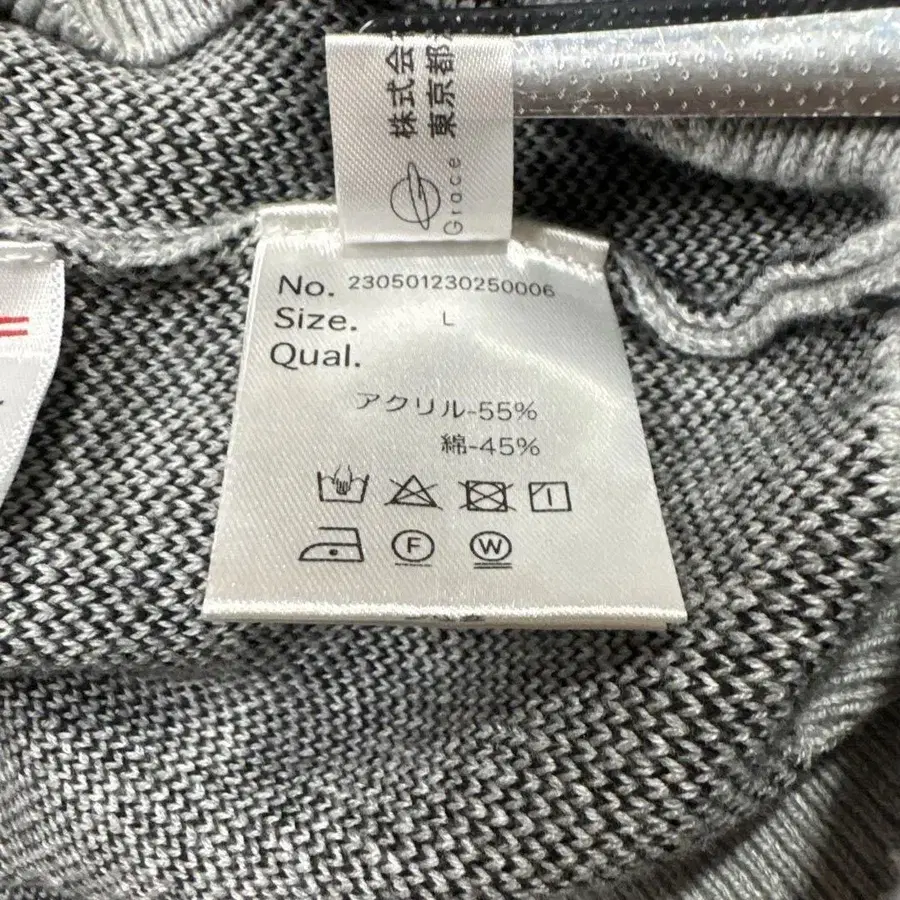 株式会
東京都
Grace
No. 230501230250006
Size. L
Qual.
アクリル-55%
綿-45%
F W